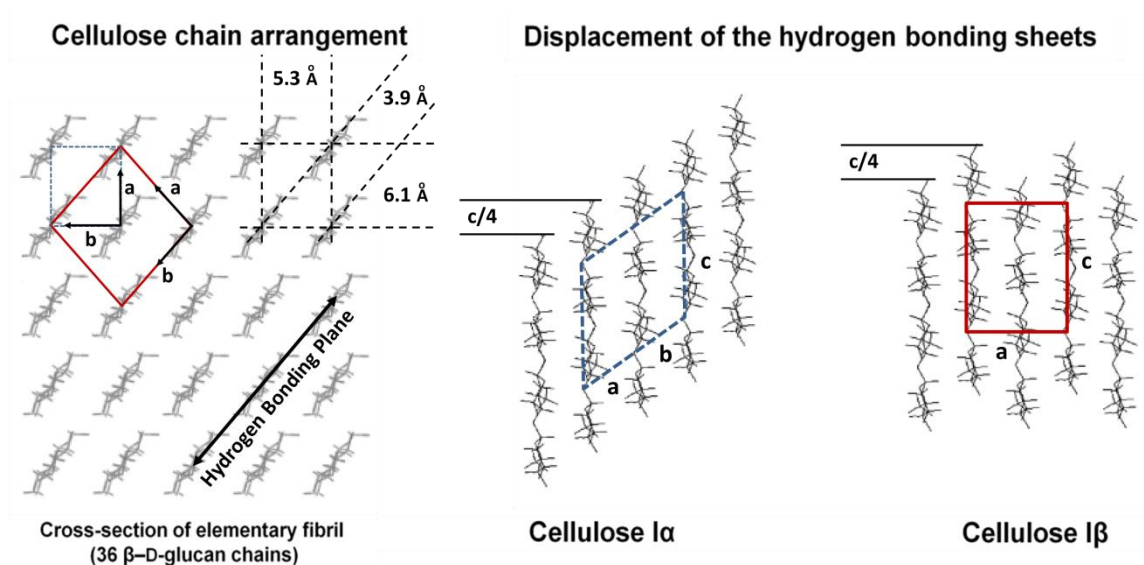 Cellulose chain arrangement
5.3 Å
3.9 Å
6.1 Å
a
a
b
b
Hydrogen Bonding Plane
Cross-section of elementary fibril
(36 β–D-glucan chains)
Displacement of the hydrogen bonding sheets
c/4
c
b
a
Cellulose Iα
c/4
c
a
Cellulose Iβ